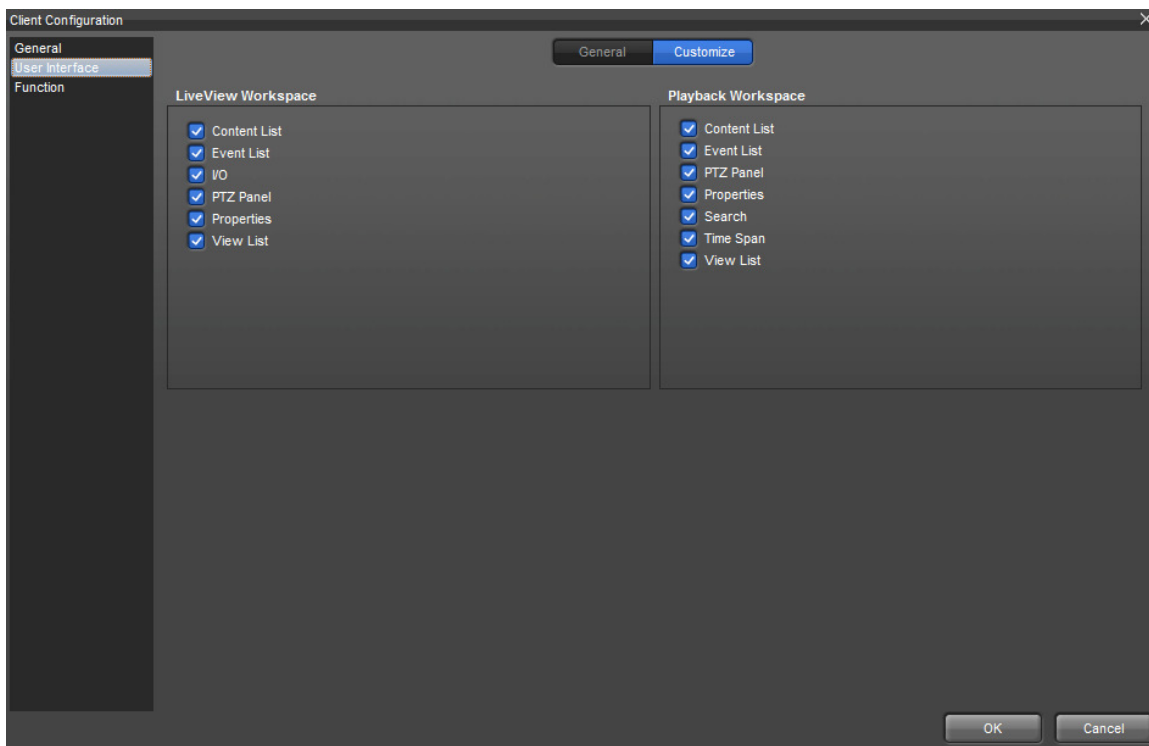 Client Configuration
General
User Interface
Function
General
Customize
LiveView Workspace
Content List
Event List
I/O
PTZ Panel
Properties
View List
Playback Workspace
Content List
Event List
PTZ Panel
Properties
Search
Time Span
View List
OK
Cancel